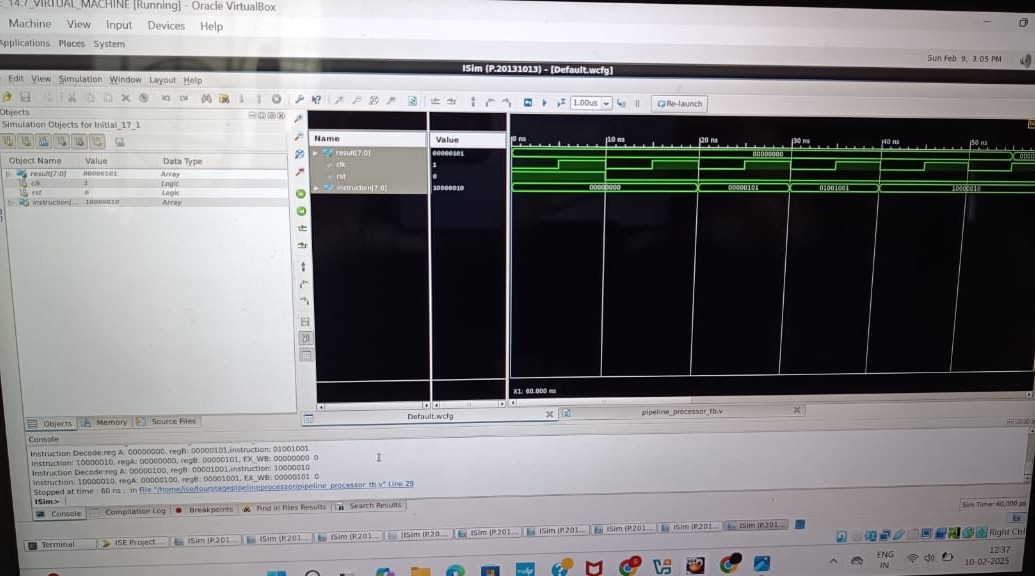 _14.7_VIRTUAL_MACHINE [Running] - Oracle VirtualBox
Machine View Input Devices Help
Applications Places System
Sun Feb 9, 3:05 PM
ISim (P.20131013) - [Default.wcfg]
Edit View Simulation Window Layout Help
1.00us
Re-launch
Objects
Simulation Objects for Initial_17_1
Object Name Value Data Type
result[7:0] 00000101 Array
clk 1 Logic
rst 0 Logic
instruction[... 10000010 Array
Name Value
result[7:0] 00000101
clk 1
rst 0
instruction[7:0] 10000010
0 ns 10 ns 20 ns 30 ns 40 ns 50 ns
00000000
00000000 00000101 01001001 10000010
X1: 60.000 ns
Objects Memory Source Files
Default.wcfg
pipeline_processor_tb.v
Console
Instruction Decode:reg A: 00000000, regB: 00000101,instruction: 01001001
Instruction: 10000010, regA: 00000000, regB: 00000101, EX_WB: 00000000 0
Instruction Decode:reg A: 00000100, regB: 00001001,instruction: 10000010
Instruction: 10000010, regA: 00000100, regB: 00001001, EX_WB: 00000101 0
Stopped at time : 60 ns : in File "/home/ise/fourstagepipelineprocessor/pipeline_processor_tb.v" Line 29
ISim>
Console Compilation Log Breakpoints Find in Files Results Search Results
Sim Time: 60,000 ps
Terminal ISE Project... ISim (P.201... ISim (P.201... ISim (P.201... [ISim (P.20... ISim (P.201... ISim (P.201... ISim (P.201... ISim (P.201... ISim (P.201...
Right Ctrl
ENG
IN
12:37
10-02-2025